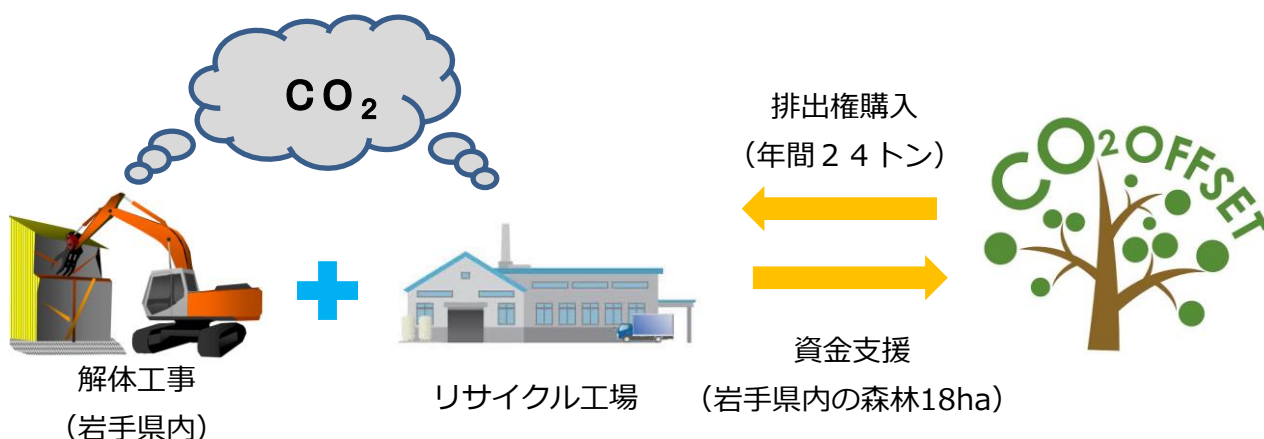 CO₂
排出権購入
（年間２４トン）
CO2OFFSET
解体工事
（岩手県内）
リサイクル工場
資金支援
（岩手県内の森林18ha）